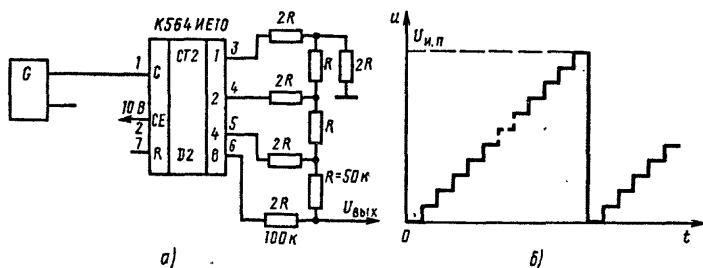 К564ИЕ10
G
1
C
10 В
CE
2
7
R
CT2
D2
1
2
4
8
3
4
5
6
2R
2R
2R
2R
100к
R
2R
R
R=50к
Uвых
а)
u
Uи.п
0
t
б)